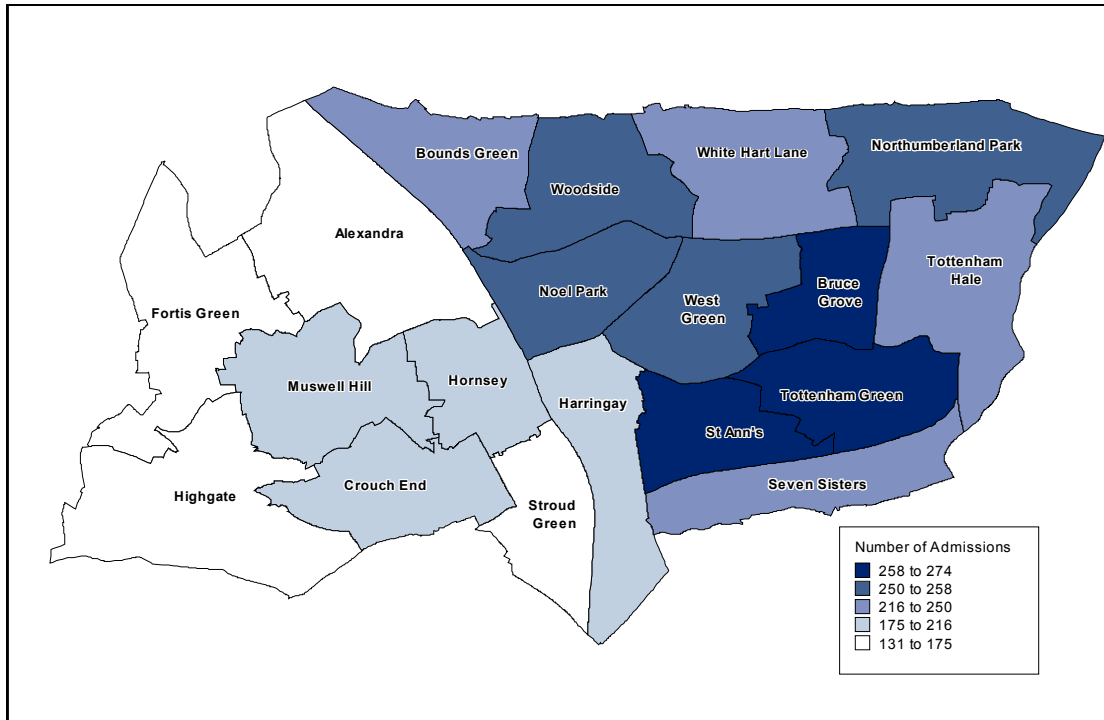 Bounds Green
White Hart Lane
Northumberland Park
Woodside
Alexandra
Tottenham
Hale
Bruce
Grove
Noel Park
West
Green
Fortis Green
Muswell Hill
Hornsey
Harringay
Tottenham Green
St Ann's
Crouch End
Seven Sisters
Highgate
Stroud
Green
Number of Admissions
258 to 274
250 to 258
216 to 250
175 to 216
131 to 175